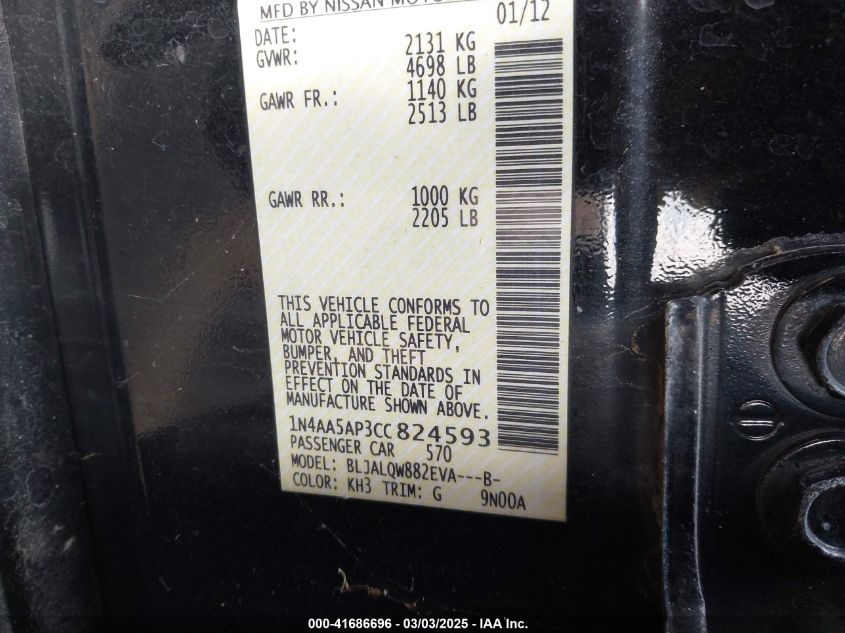 MFD BY NISSAN MOTOR
DATE: 01/12
GVWR: 2131 KG
4698 LB
GAWR FR.: 1140 KG
2513 LB
GAWR RR.: 1000 KG
2205 LB
THIS VEHICLE CONFORMS TO
ALL APPLICABLE FEDERAL
MOTOR VEHICLE SAFETY,
BUMPER, AND THEFT
PREVENTION STANDARDS IN
EFFECT ON THE DATE OF
MANUFACTURE SHOWN ABOVE.
1N4AA5AP3CC824593
PASSENGER CAR 570
MODEL: BLJALQW882EVA---B-
COLOR: KH3 TRIM: G 9N00A
000-41686696 - 03/03/2025 - IAA Inc.